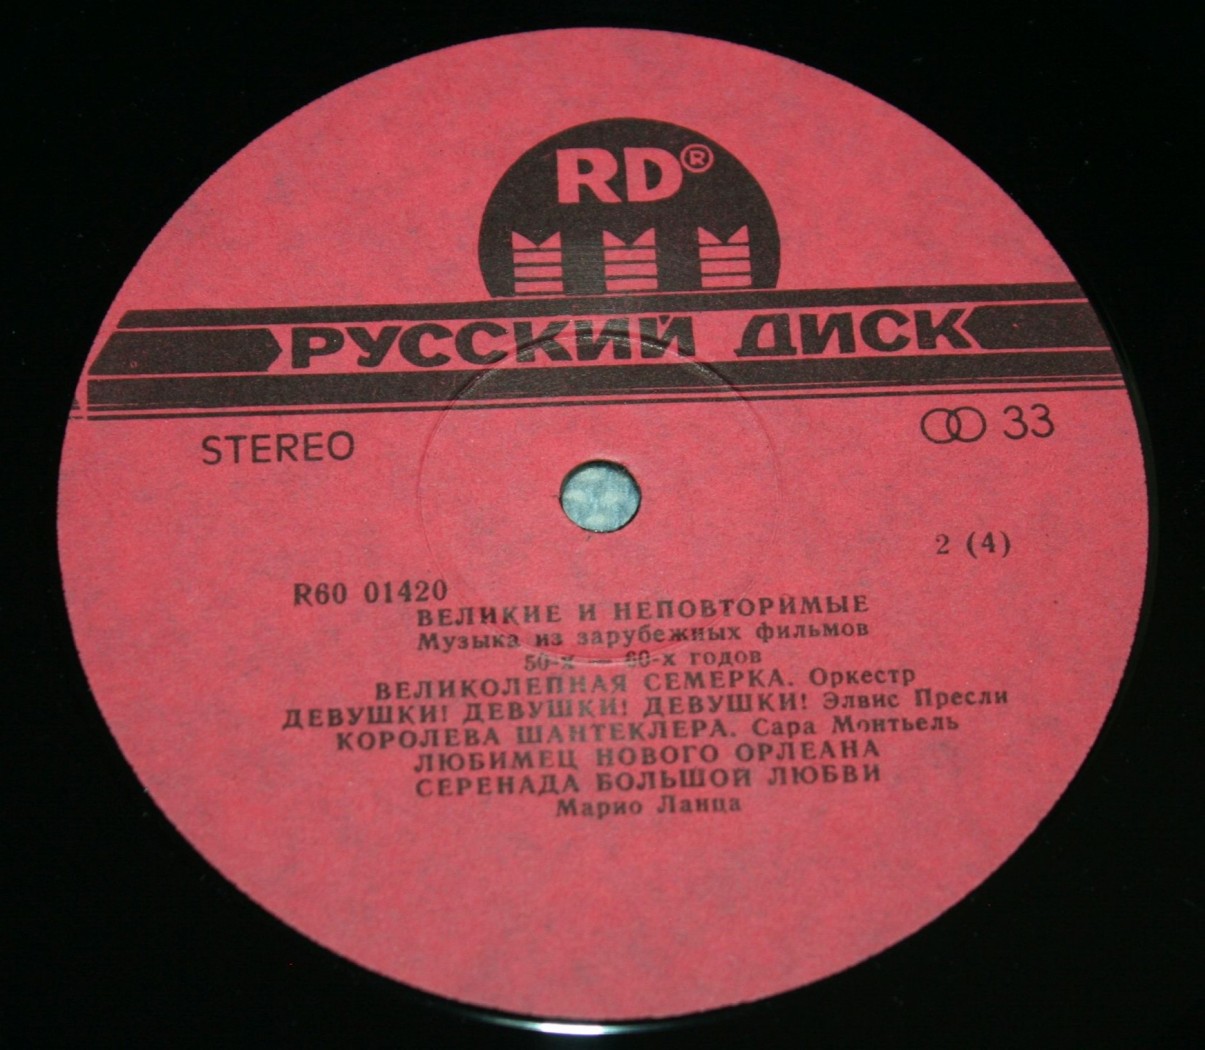 RD®
РУССКИЙ ДИСК
STEREO
33
2 (4)
R60 01420
ВЕЛИКИЕ И НЕПОВТОРИМЫЕ
Музыка из зарубежных фильмов
50-х — 60-х годов
ВЕЛИКОЛЕПНАЯ СЕМЕРКА. Оркестр
ДЕВУШКИ! ДЕВУШКИ! ДЕВУШКИ! Элвис Пресли
КОРОЛЕВА ШАНТЕКЛЕРА. Сара Монтьель
ЛЮБИМЕЦ НОВОГО ОРЛЕАНА
СЕРЕНАДА БОЛЬШОЙ ЛЮБВИ
Марио Ланца